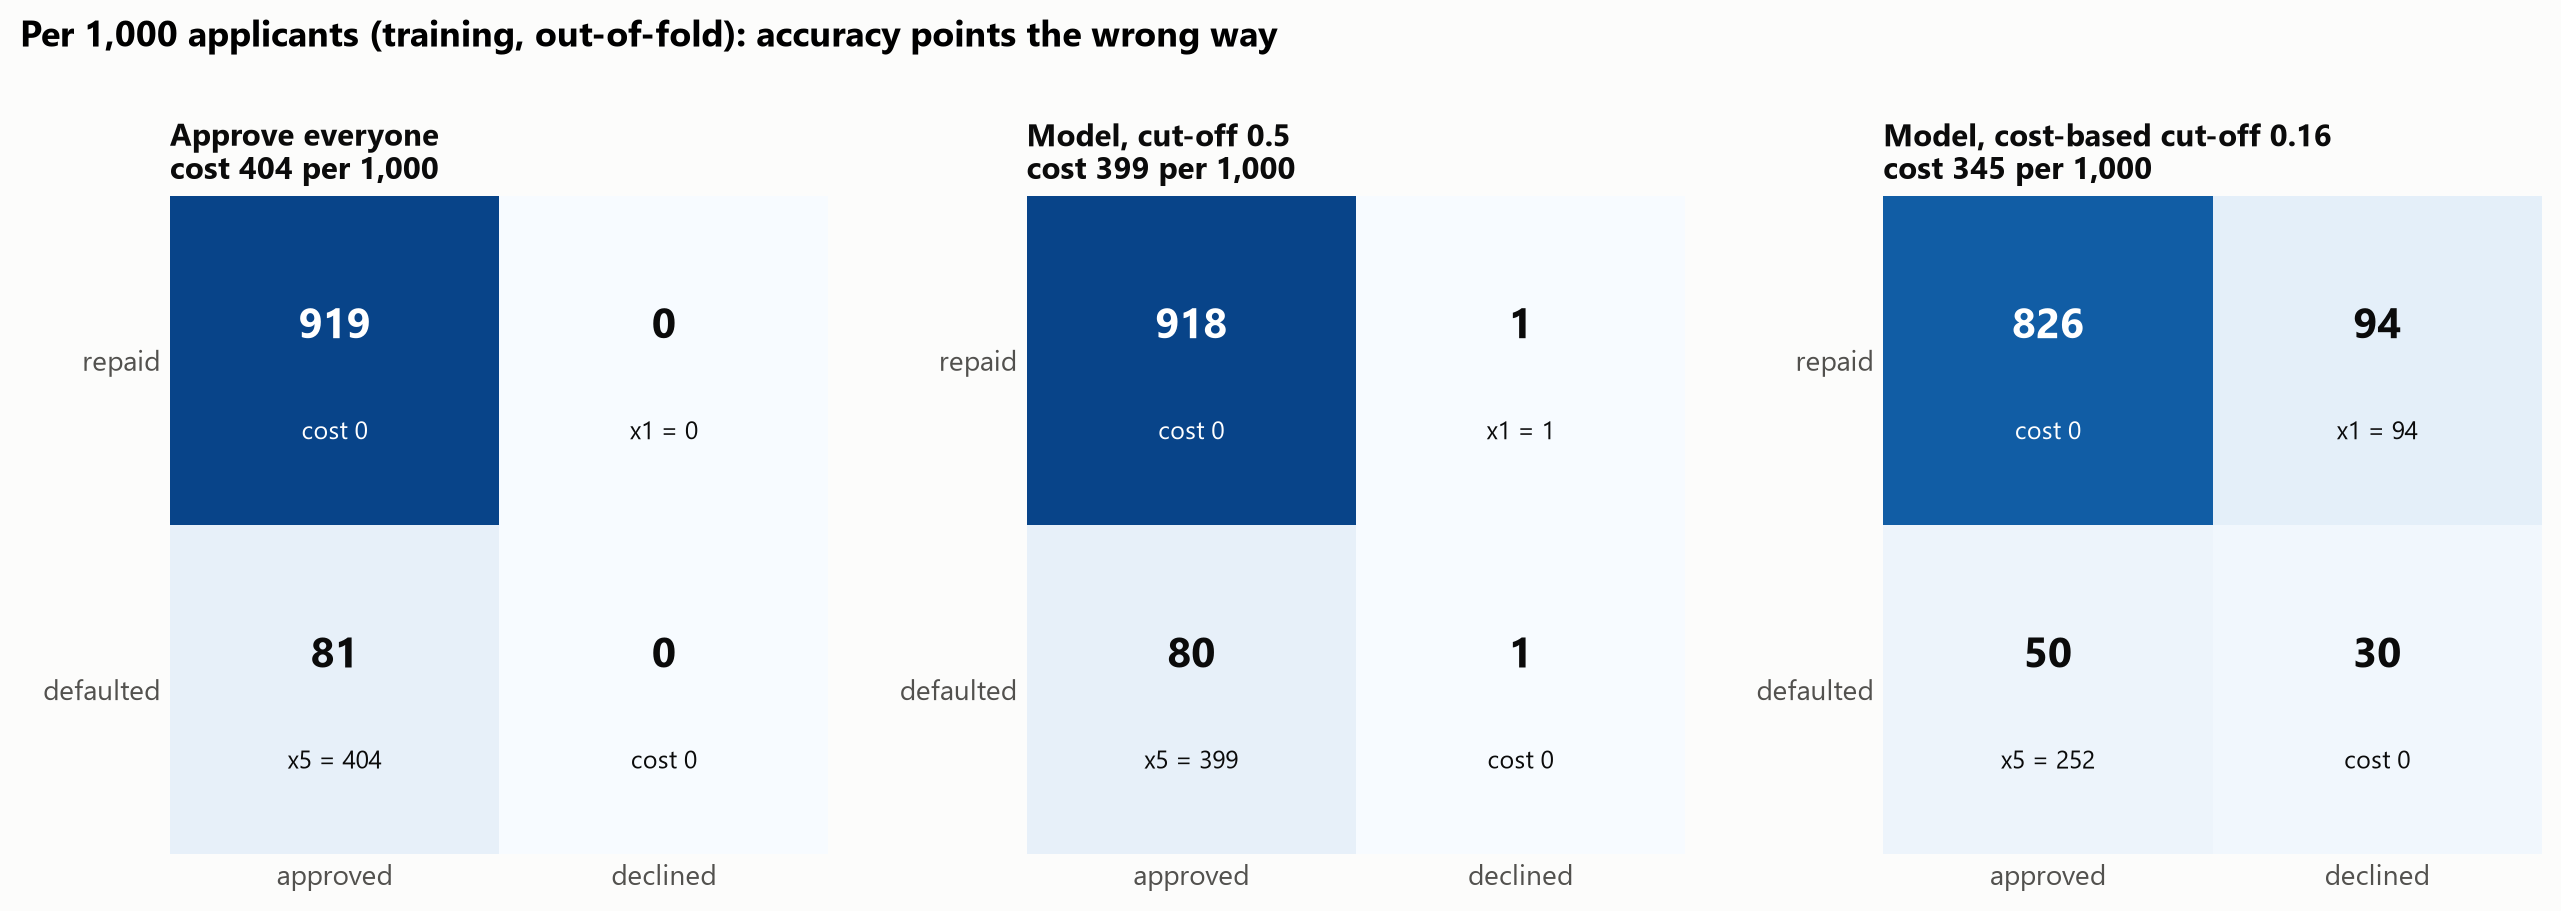 Per 1,000 applicants (training, out-of-fold): accuracy points the wrong way
Approve everyone
cost 404 per 1,000
919
0
repaid
cost 0
x1 = 0
81
0
defaulted
x5 = 404
cost 0
approved
declined
Model, cut-off 0.5
cost 399 per 1,000
918
1
repaid
cost 0
x1 = 1
80
1
defaulted
x5 = 399
cost 0
approved
declined
Model, cost-based cut-off 0.16
cost 345 per 1,000
826
94
repaid
cost 0
x1 = 94
50
30
defaulted
x5 = 252
cost 0
approved
declined